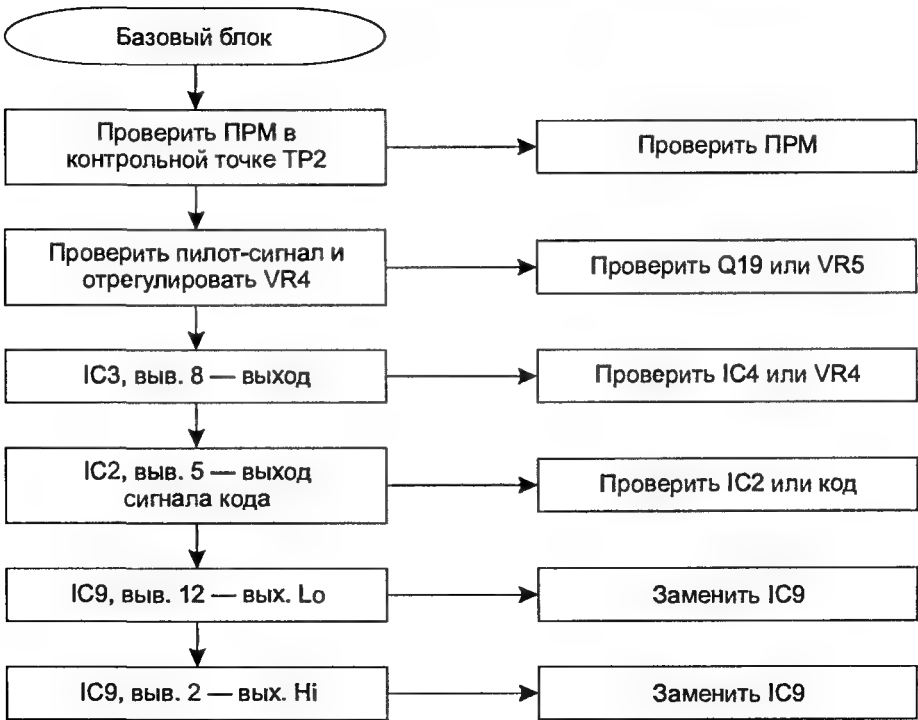 Базовый блок
Проверить ПРМ в
контрольной точке TP2
Проверить ПРМ
Проверить пилот-сигнал и
отрегулировать VR4
Проверить Q19 или VR5
IC3, выв. 8 — выход
Проверить IC4 или VR4
IC2, выв. 5 — выход
сигнала кода
Проверить IC2 или код
IC9, выв. 12 — вых. Lo
Заменить IC9
IC9, выв. 2 — вых. Hi
Заменить IC9